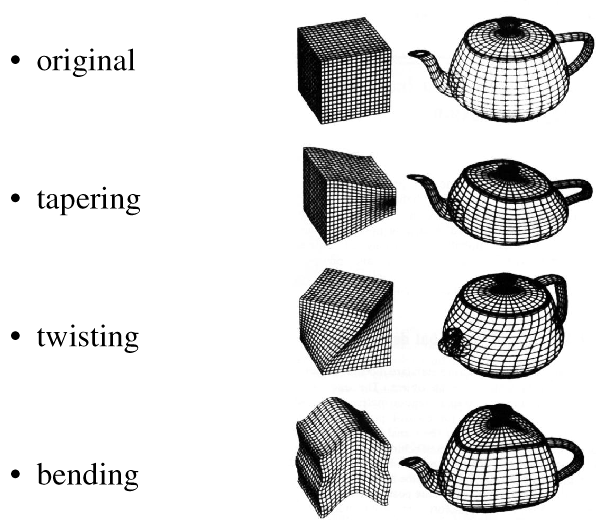 • original
• tapering
• twisting
• bending